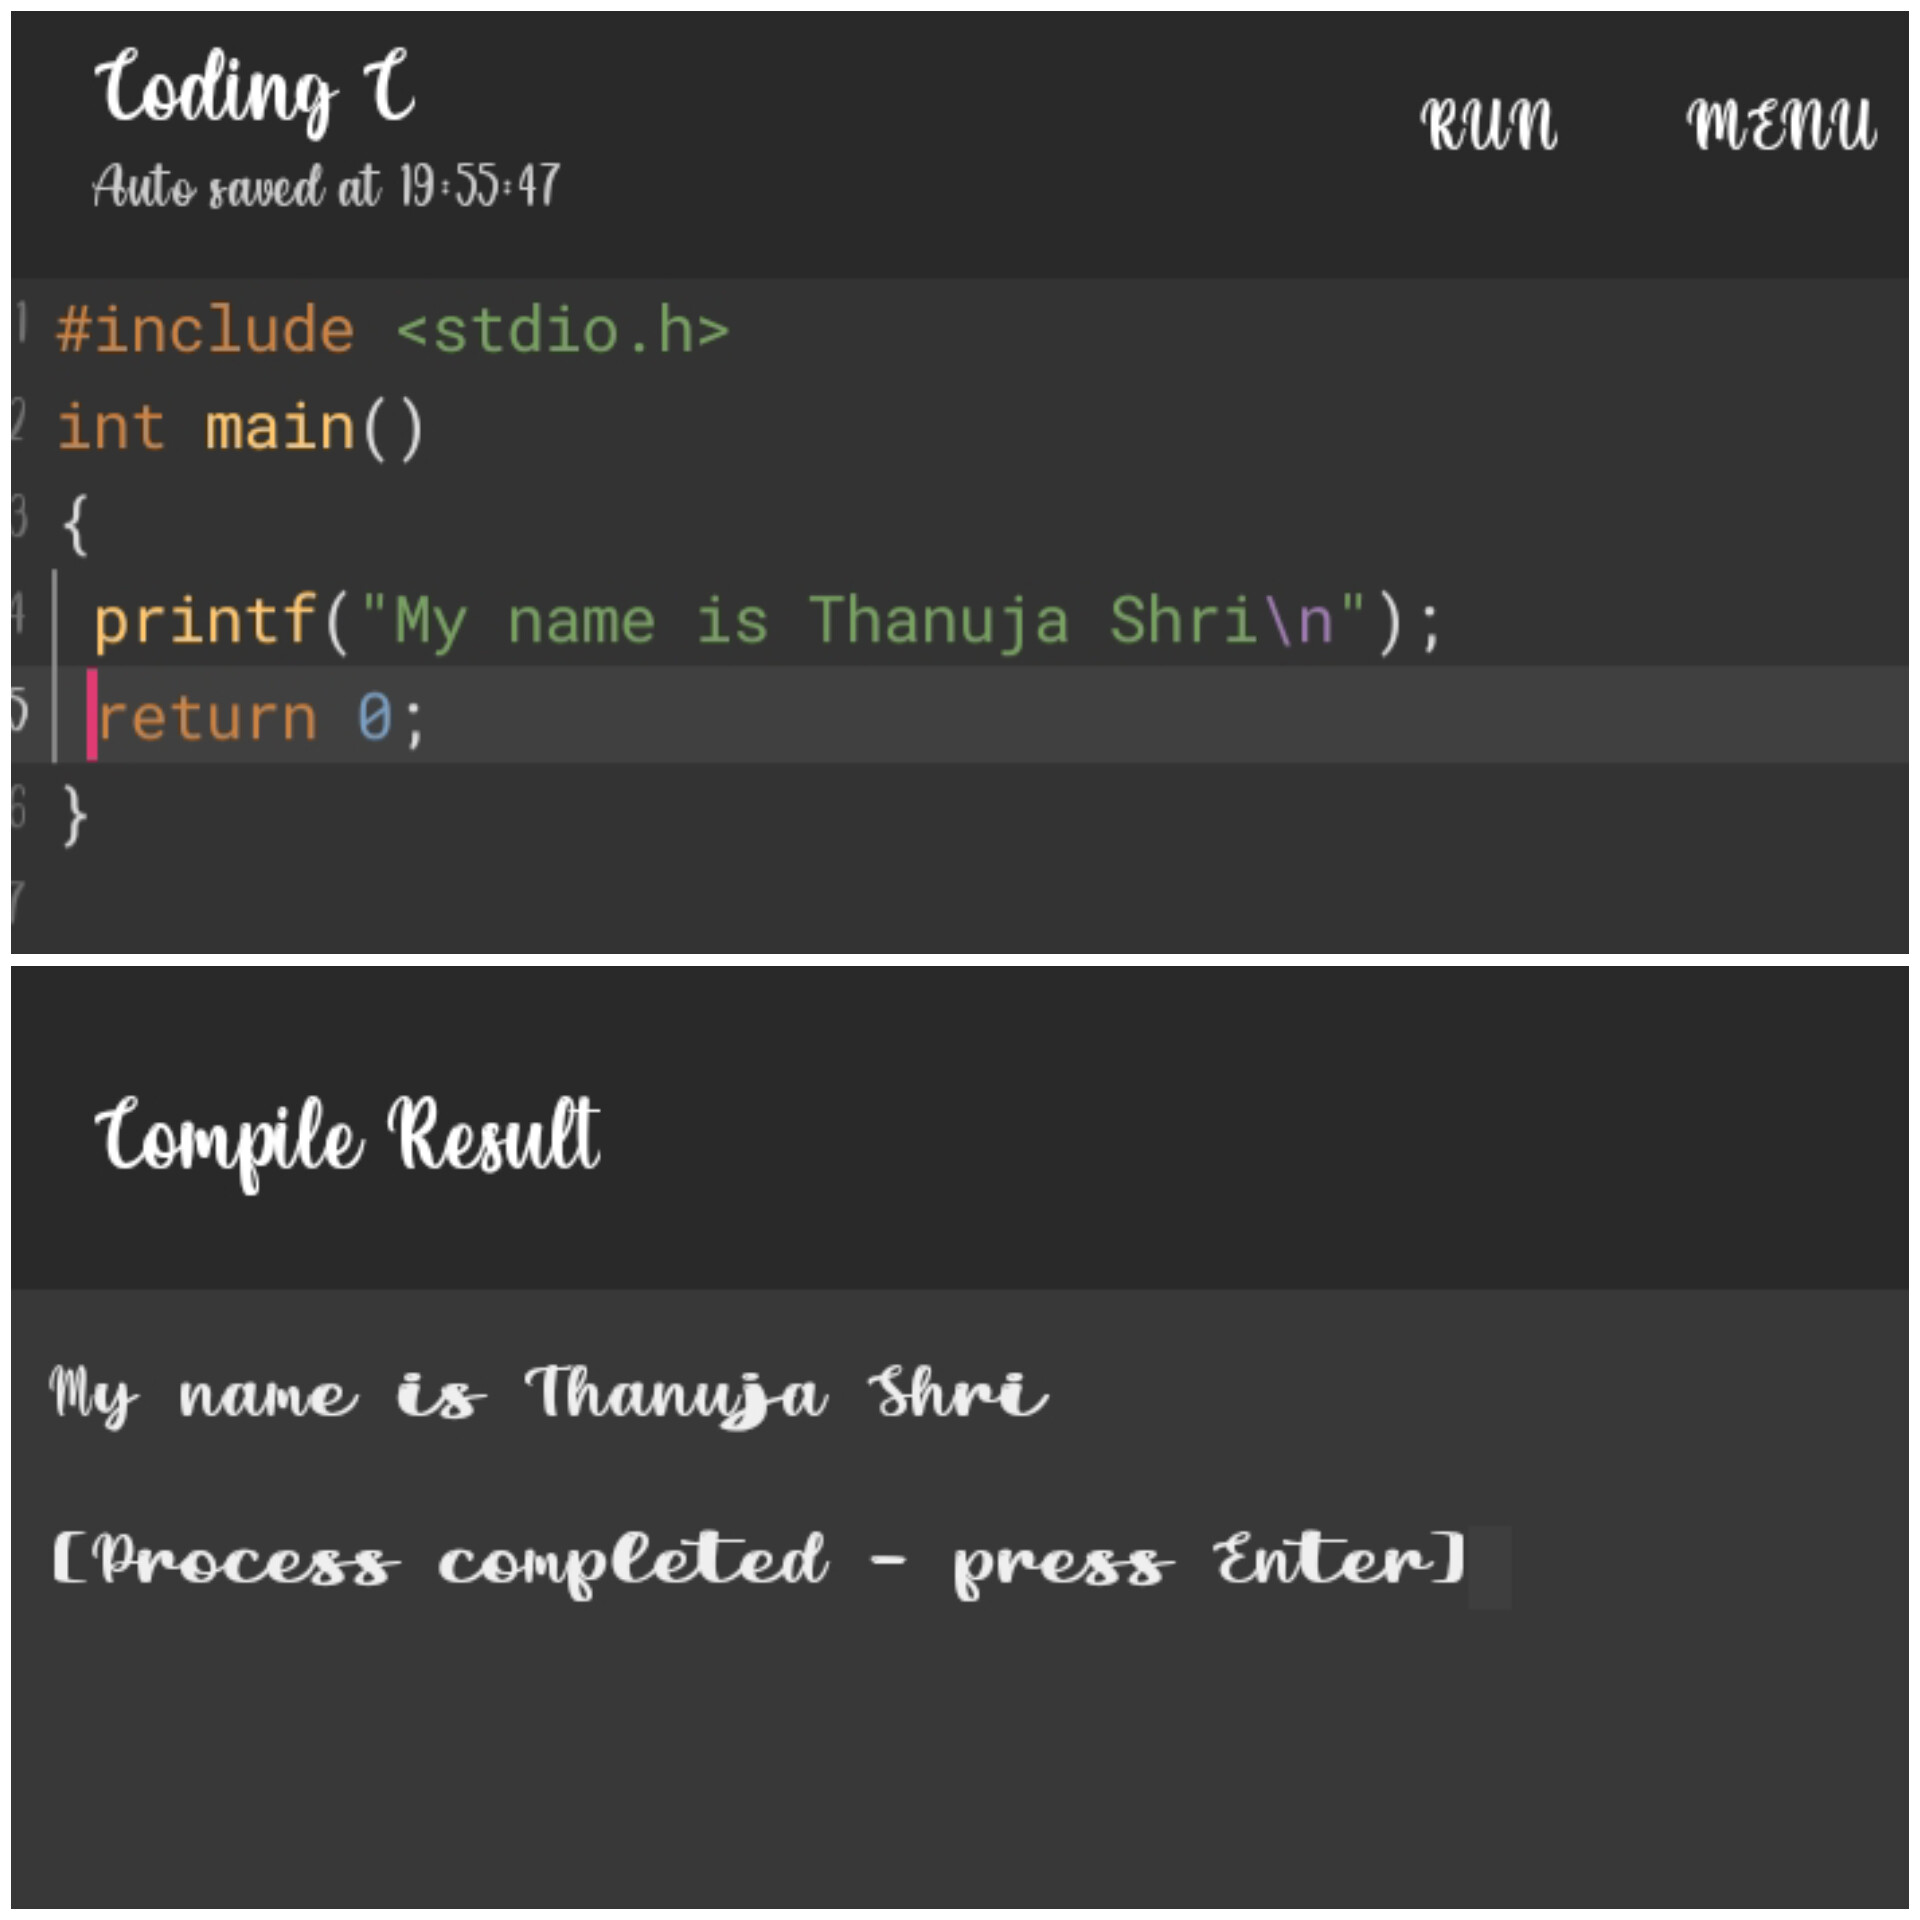 Coding C
RUN MENU
Auto saved at 19:55:47
1 #include <stdio.h>
2 int main()
3 {
4 printf("My name is Thanuja Shri\n");
5 return 0;
6 }
7
Compile Result
My name is Thanuja Shri
[Process completed - press Enter]